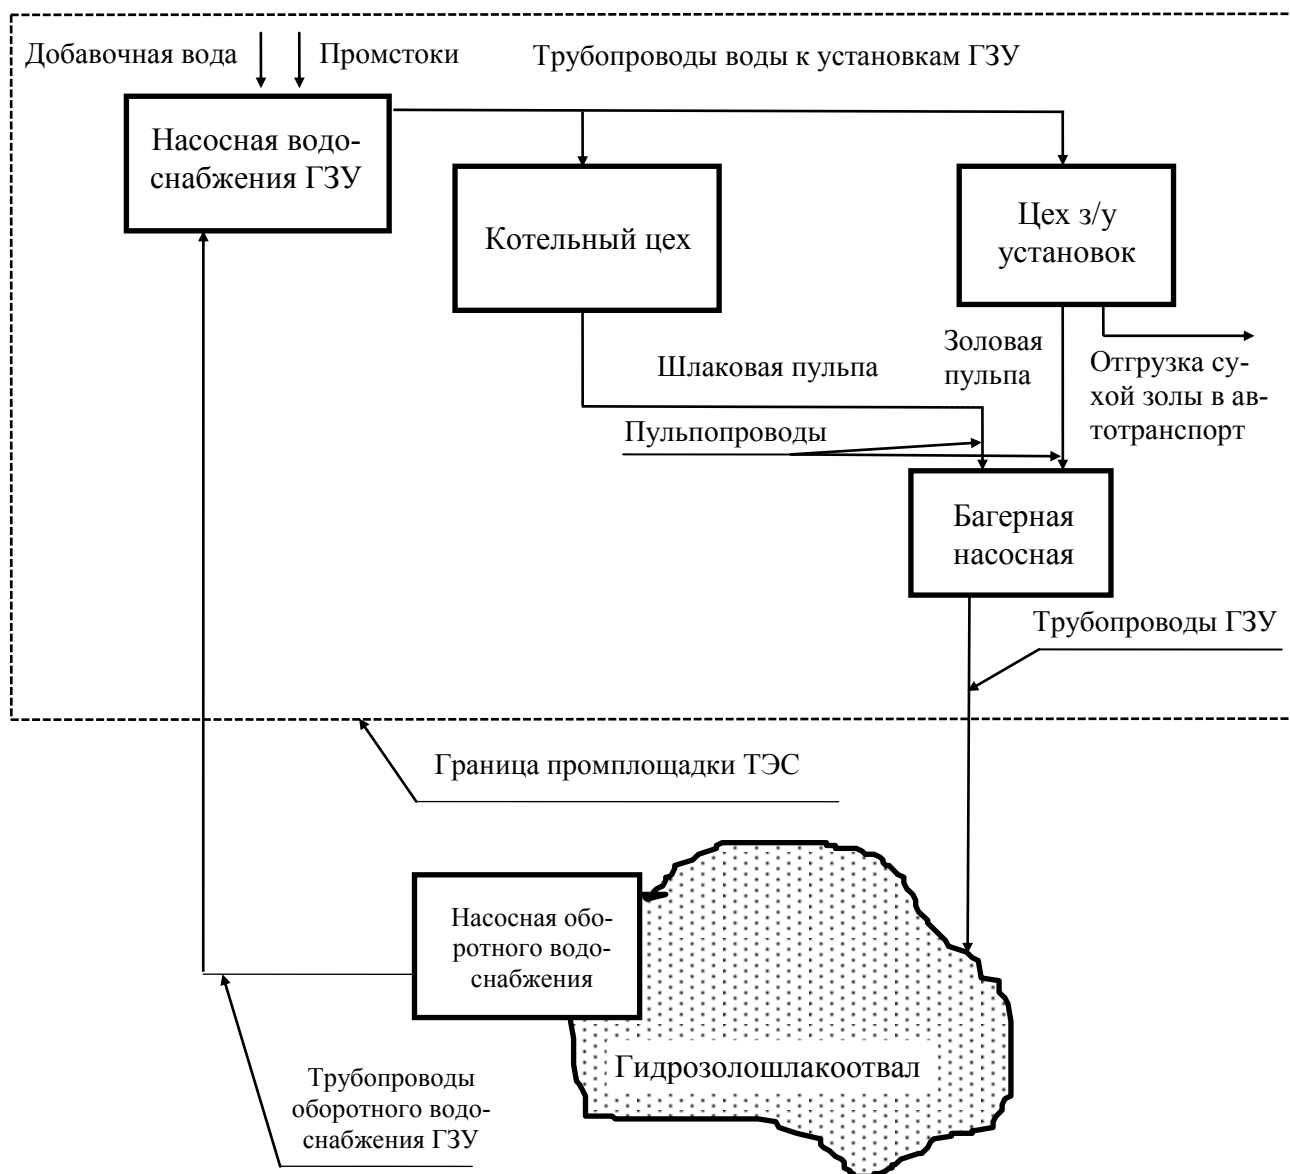 Добавочная вода
Промстоки
Трубопроводы воды к установкам ГЗУ
Насосная водо-
снабжения ГЗУ
Котельный цех
Цех з/у
установок
Шлаковая пульпа
Золовая
пульпа
Отгрузка су-
хой золы в ав-
тотранспорт
Пульпопроводы
Багерная
насосная
Трубопроводы ГЗУ
Граница промплощадки ТЭС
Насосная обо-
ротного водо-
снабжения
Гидрозолошлакоотвал
Трубопроводы
оборотного водо-
снабжения ГЗУ